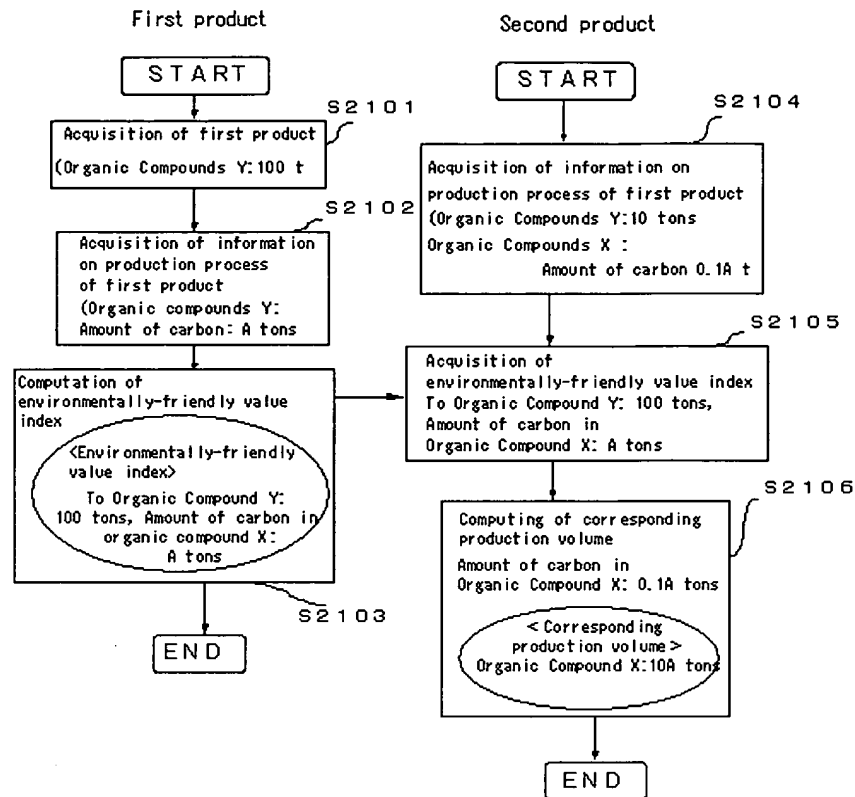 First product
START
S2101
Acquisition of first product
(Organic Compounds Y:100 t
S2102
Acquisition of information
on production process
of first product
(Organic compounds Y:
Amount of carbon: A tons
Computation of
environmentally-friendly value
index
<Environmentally-friendly
value index>
To Organic Compound Y:
100 tons, Amount of carbon in
organic compound X:
A tons
S2103
END
Second product
START
S2104
Acquisition of information on
production process of first product
(Organic Compounds Y:10 tons
Organic Compounds X :
Amount of carbon 0.1A t
S2105
Acquisition of
environmentally-friendly value index
To Organic Compound Y: 100 tons,
Amount of carbon in
Organic Compound X: A tons
S2106
Computing of corresponding
production volume
Amount of carbon in
Organic Compound X: 0.1A tons
< Corresponding
production volume>
Organic Compound X:10A tons
END